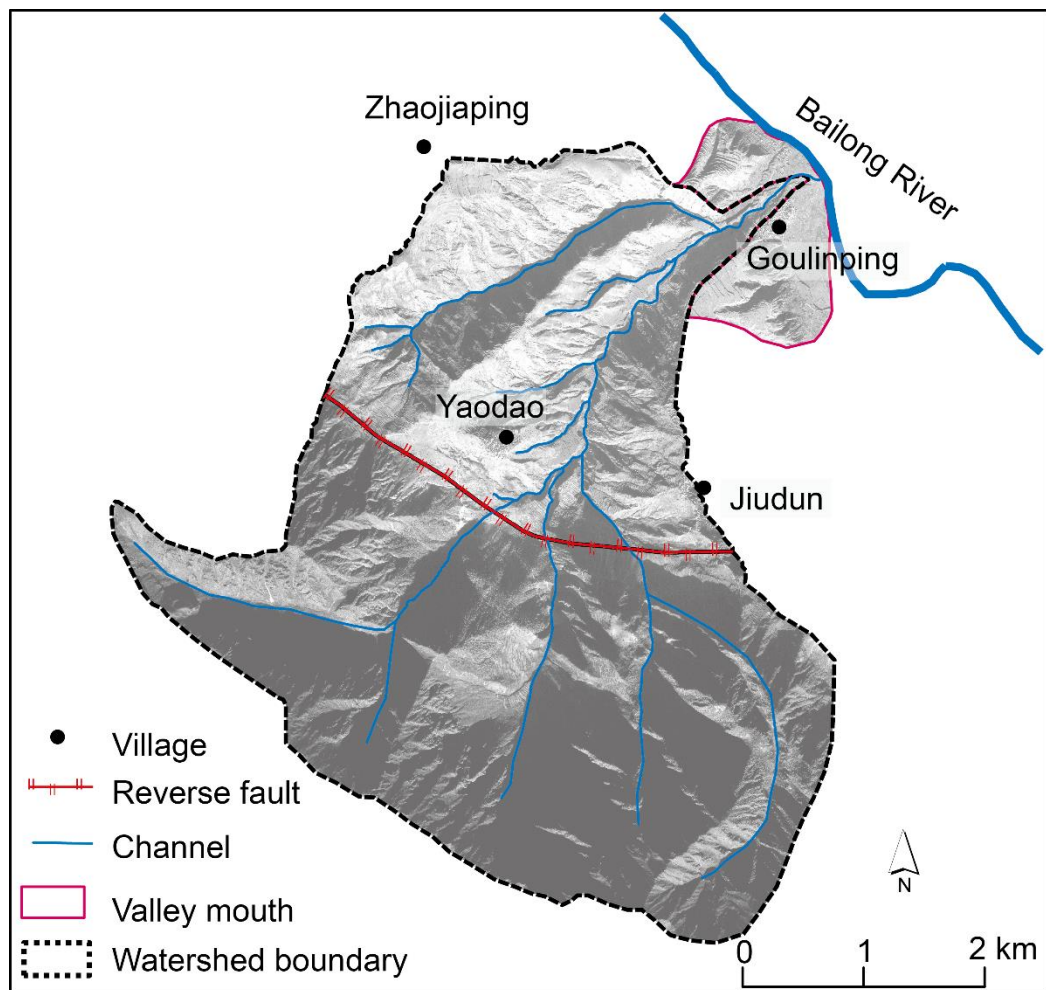 Zhaojiaping
Bailong River
Goulinping
Yaodao
Jiudun
Village
Reverse fault
Channel
Valley mouth
Watershed boundary
N
0 1 2 km